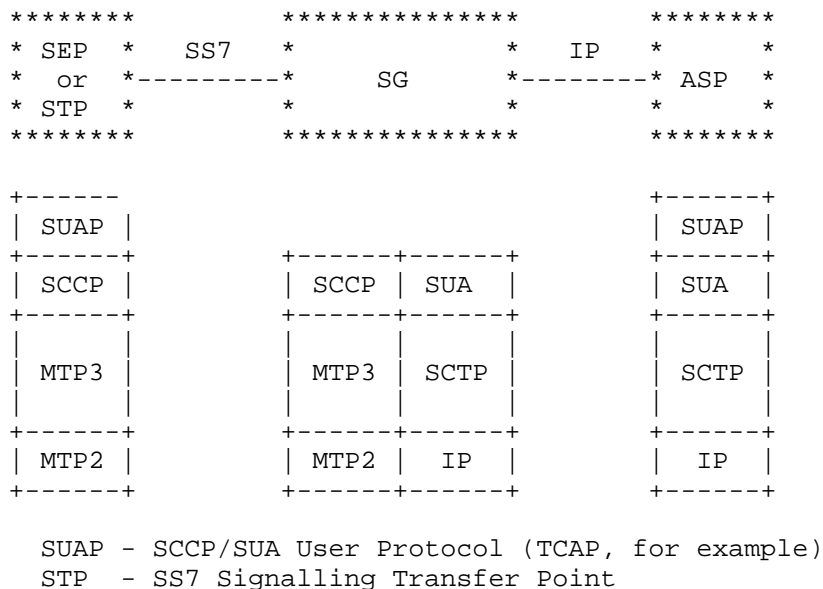 ********         ***************         ********
* SEP  *   SS7   *             *   IP   *      *
*  or  *---------*      SG     *--------* ASP  *
* STP  *         *             *        *      *
********         ***************         ********
+------                                 +------+
| SUAP |                                | SUAP |
+------+         +------+------+        +------+
| SCCP |         | SCCP | SUA  |        | SUA  |
+------+         +------+------+        +------+
|      |         |      |      |        |      |
| MTP3 |         | MTP3 | SCTP |        | SCTP |
|      |         |      |      |        |      |
+------+         +------+------+        +------+
| MTP2 |         | MTP2 |  IP  |        |  IP  |
+------+         +------+------+        +------+
SUAP - SCCP/SUA User Protocol (TCAP, for example)
STP  - SS7 Signalling Transfer Point